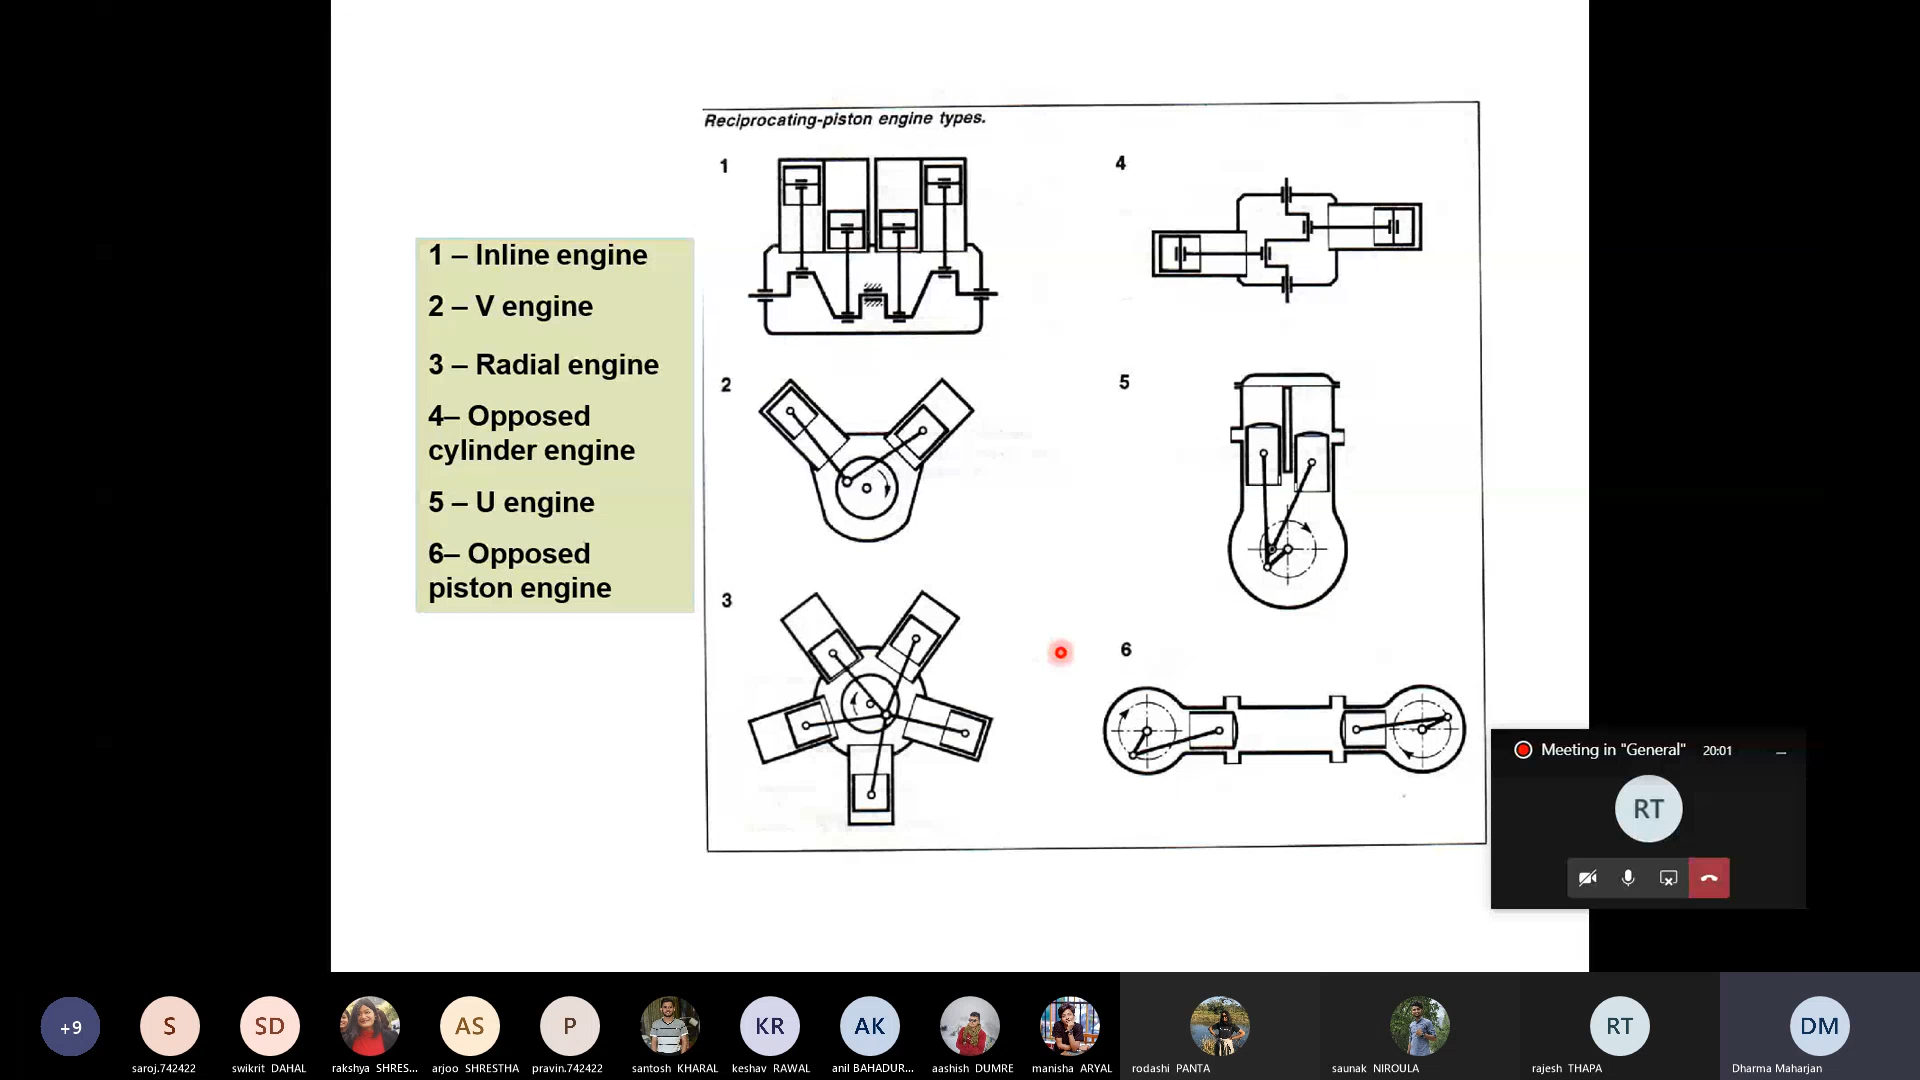 Reciprocating-piston engine types.
1
4
1 – Inline engine
2 – V engine
3 – Radial engine
4– Opposed
cylinder engine
5 – U engine
6– Opposed
piston engine
2
5
3
6
Meeting in "General" 20:01
RT
+9
S
SD
AS
P
KR
AK
RT
DM
saroj.742422
swikrit DAHAL
rakshya SHRES...
arjoo SHRESTHA
pravin.742422
santosh KHARAL
keshav RAWAL
anil BAHADUR...
aashish DUMRE
manisha ARYAL
rodashi PANTA
saunak NIROULA
rajesh THAPA
Dharma Maharjan